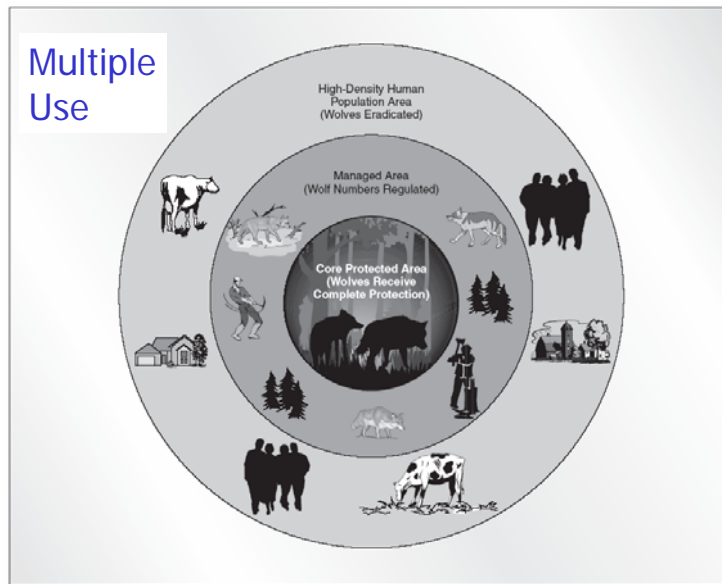 Multiple
Use
High-Density Human
Population Area
(Wolves Eradicated)
Managed Area
(Wolf Numbers Regulated)
Core Protected Area
(Wolves Receive
Complete Protection)